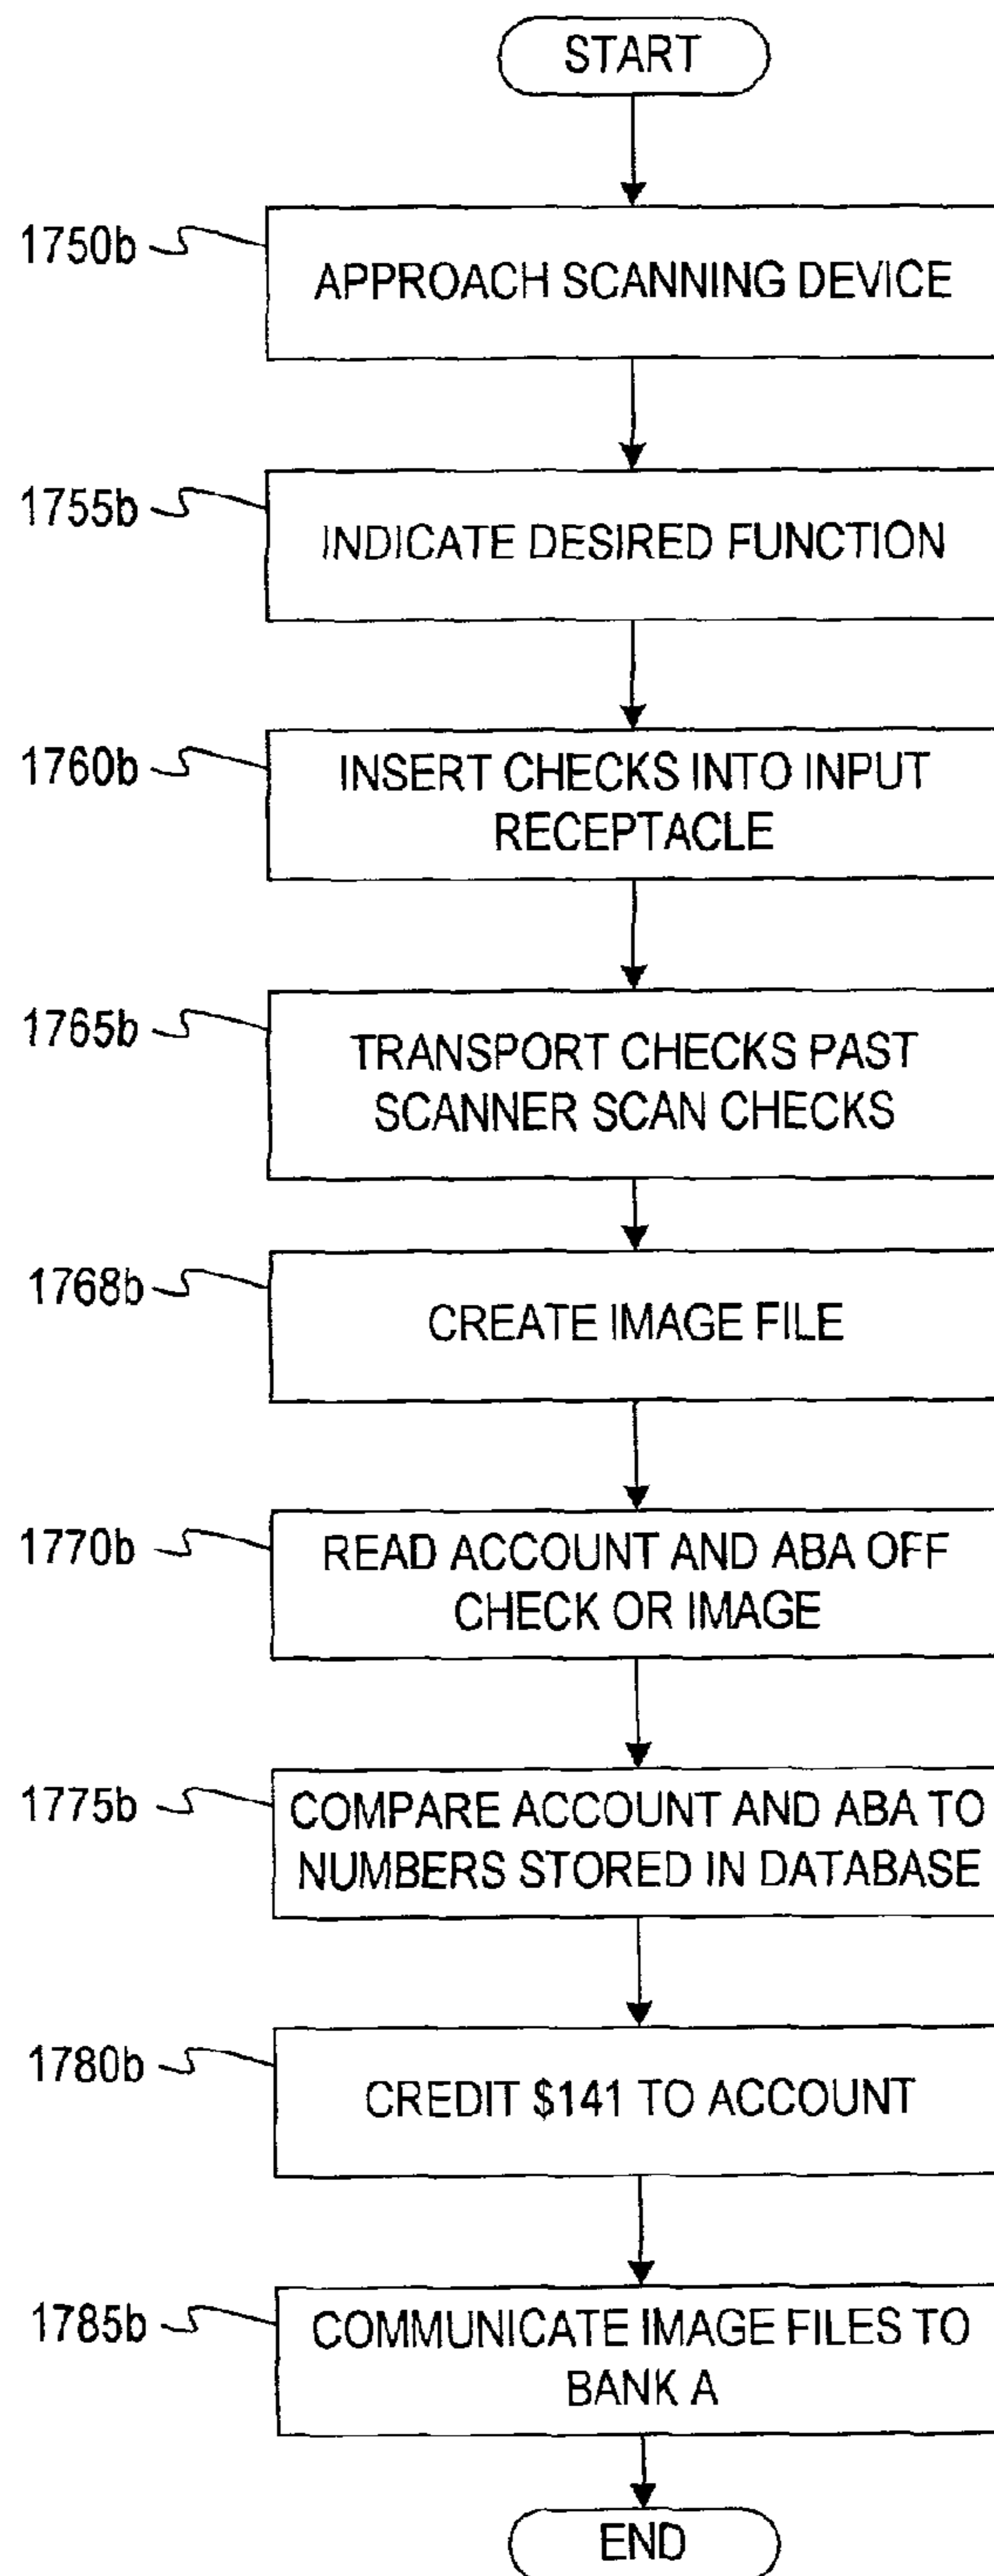 START
1750b
APPROACH SCANNING DEVICE
1755b
INDICATE DESIRED FUNCTION
1760b
INSERT CHECKS INTO INPUT
RECEPTACLE
1765b
TRANSPORT CHECKS PAST
SCANNER SCAN CHECKS
1768b
CREATE IMAGE FILE
1770b
READ ACCOUNT AND ABA OFF
CHECK OR IMAGE
1775b
COMPARE ACCOUNT AND ABA TO
NUMBERS STORED IN DATABASE
1780b
CREDIT $141 TO ACCOUNT
1785b
COMMUNICATE IMAGE FILES TO
BANK A
END